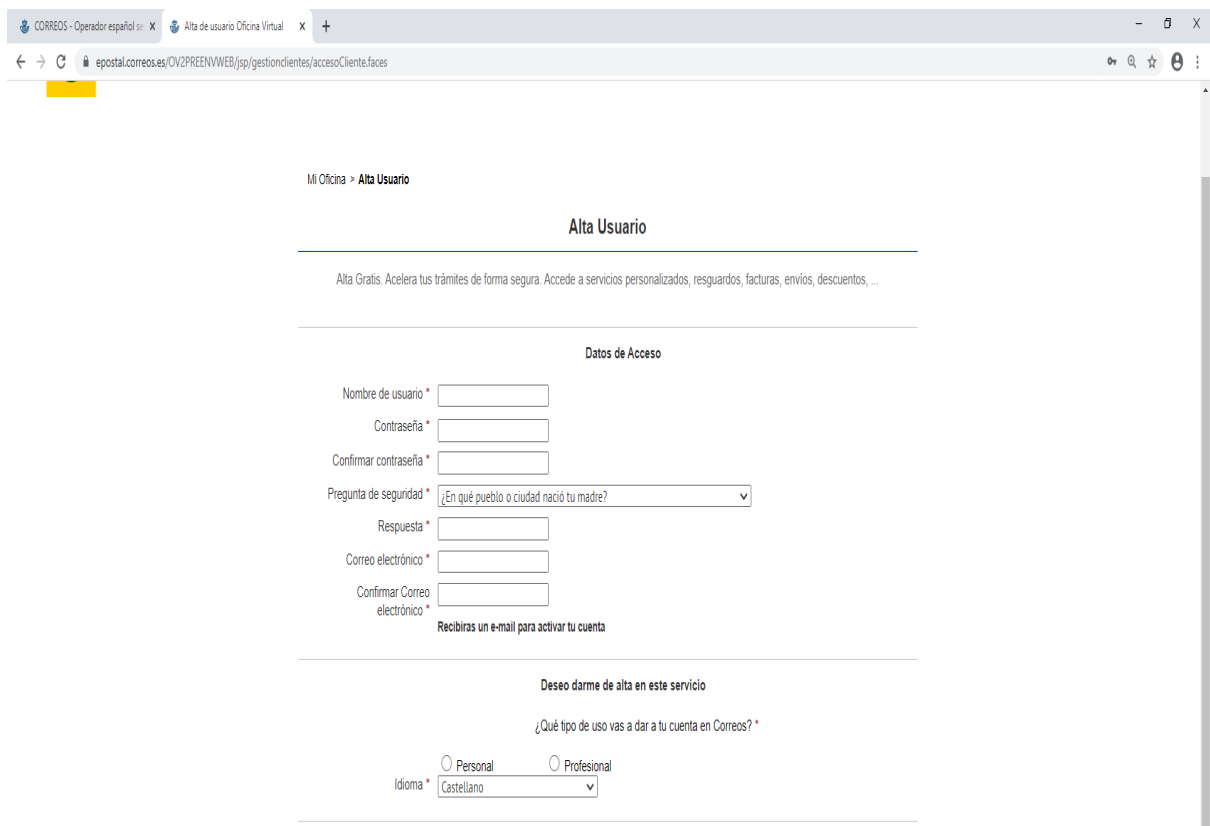 CORREOS - Operador español se
Alta de usuario Oficina Virtual
epostal.correos.es/OV2PREENVWEB/jsp/gestionclientes/accesoCliente.faces
Mi Oficina > Alta Usuario
Alta Usuario
Alta Gratis. Acelera tus trámites de forma segura. Accede a servicios personalizados, resguardos, facturas, envíos, descuentos, ...
Datos de Acceso
Nombre de usuario *
Contraseña *
Confirmar contraseña *
Pregunta de seguridad * ¿En qué pueblo o ciudad nació tu madre?
Respuesta *
Correo electrónico *
Confirmar Correo
electrónico *
Recibiras un e-mail para activar tu cuenta
Deseo darme de alta en este servicio
¿Qué tipo de uso vas a dar a tu cuenta en Correos? *
Personal Profesional
Idioma * Castellano